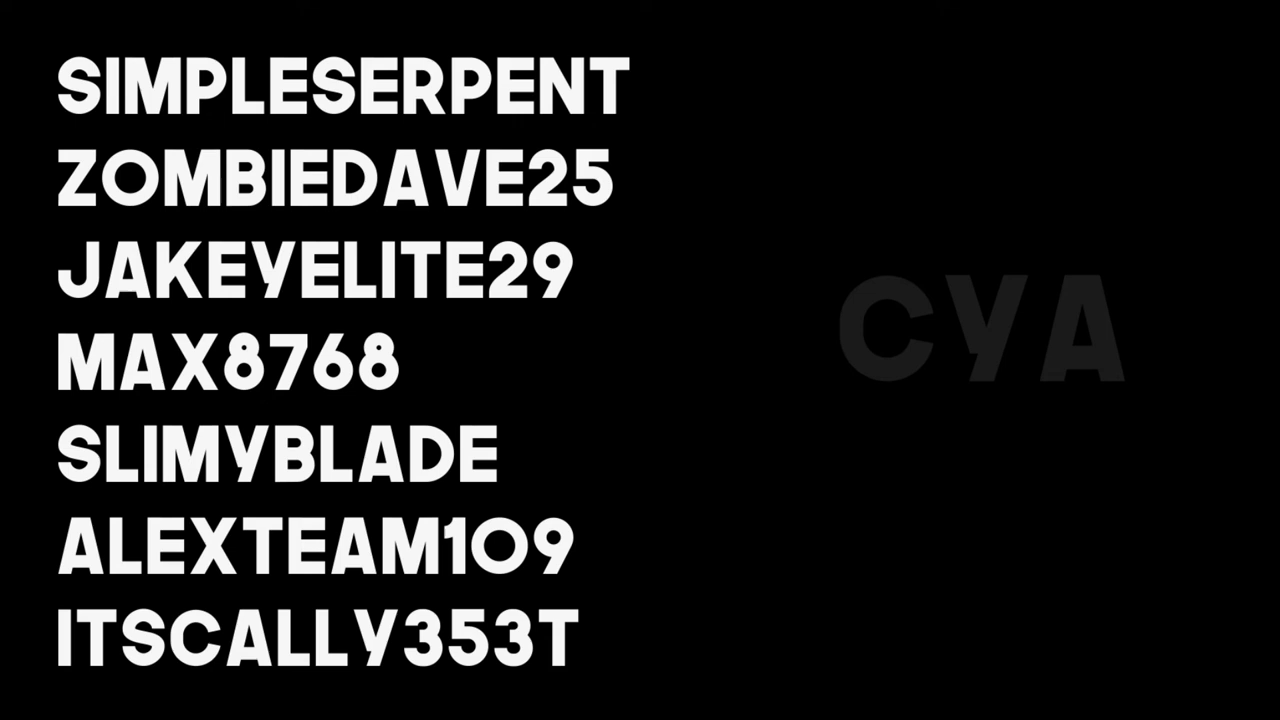 SIMPLESERPENT
ZOMBIEDAVE25
JAKEYELITE29
MAX8768
SLIMYBLADE
ALEXTEAM109
ITSCALLY353T
CYA